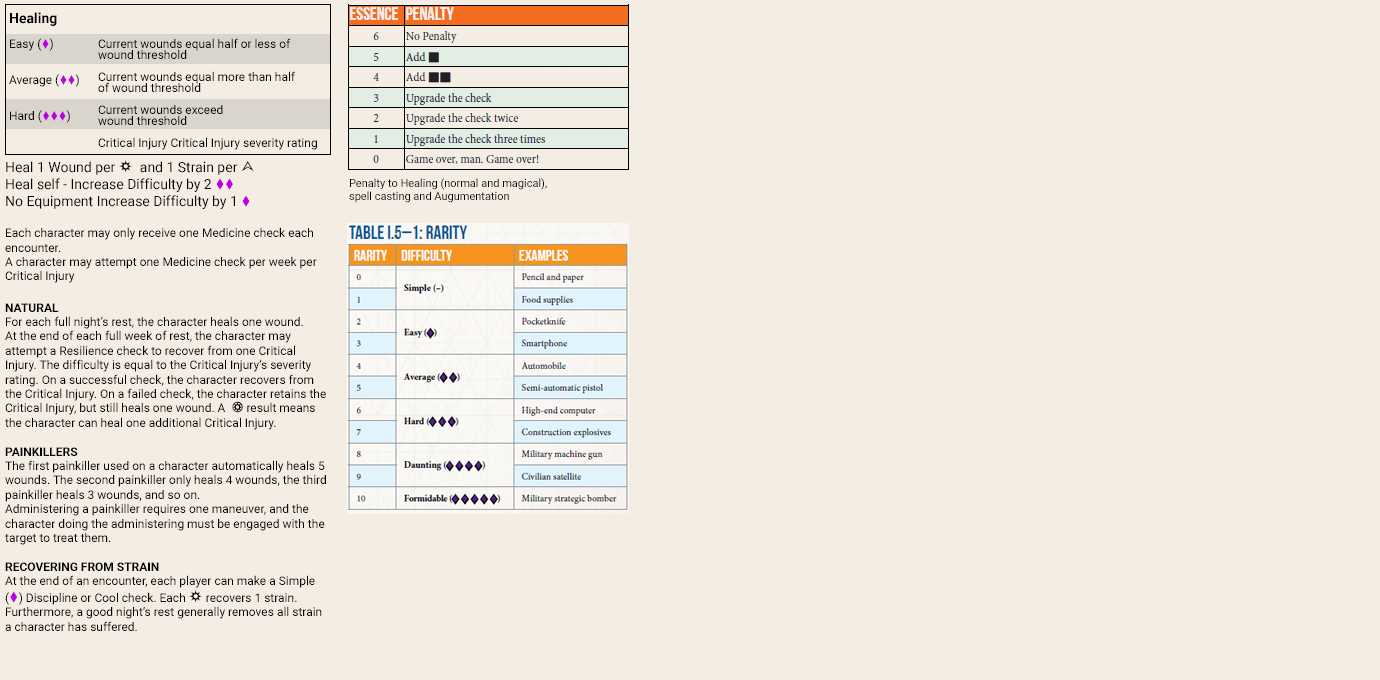 Healing
Easy (♦) Current wounds equal half or less of
wound threshold
Average (♦♦) Current wounds equal more than half
of wound threshold
Hard (♦♦♦) Current wounds exceed
wound threshold
Critical Injury Critical Injury severity rating
Heal 1 Wound per and 1 Strain per
Heal self - Increase Difficulty by 2 ♦♦
No Equipment Increase Difficulty by 1 ♦
Each character may only receive one Medicine check each
encounter.
A character may attempt one Medicine check per week per
Critical Injury
NATURAL
For each full night's rest, the character heals one wound.
At the end of each full week of rest, the character may
attempt a Resilience check to recover from one Critical
Injury. The difficulty is equal to the Critical Injury's severity
rating. On a successful check, the character recovers from
the Critical Injury. On a failed check, the character retains the
Critical Injury, but still heals one wound. A result means
the character can heal one additional Critical Injury.
PAINKILLERS
The first painkiller used on a character automatically heals 5
wounds. The second painkiller only heals 4 wounds, the third
painkiller heals 3 wounds, and so on.
Administering a painkiller requires one maneuver, and the
character doing the administering must be engaged with the
target to treat them.
RECOVERING FROM STRAIN
At the end of an encounter, each player can make a Simple
(♦) Discipline or Cool check. Each recovers 1 strain.
Furthermore, a good night's rest generally removes all strain
a character has suffered.
ESSENCE PENALTY
6 No Penalty
5 Add ■
4 Add ■■
3 Upgrade the check
2 Upgrade the check twice
1 Upgrade the check three times
0 Game over, man. Game over!
Penalty to Healing (normal and magical),
spell casting and Augumentation
TABLE I.5–1: RARITY
RARITY DIFFICULTY EXAMPLES
0 Simple (–) Pencil and paper
1 Food supplies
2 Easy (♦) Pocketknife
3 Smartphone
4 Average (♦♦) Automobile
5 Semi-automatic pistol
6 Hard (♦♦♦) High-end computer
7 Construction explosives
8 Daunting (♦♦♦♦) Military machine gun
9 Civilian satellite
10 Formidable (♦♦♦♦♦) Military strategic bomber